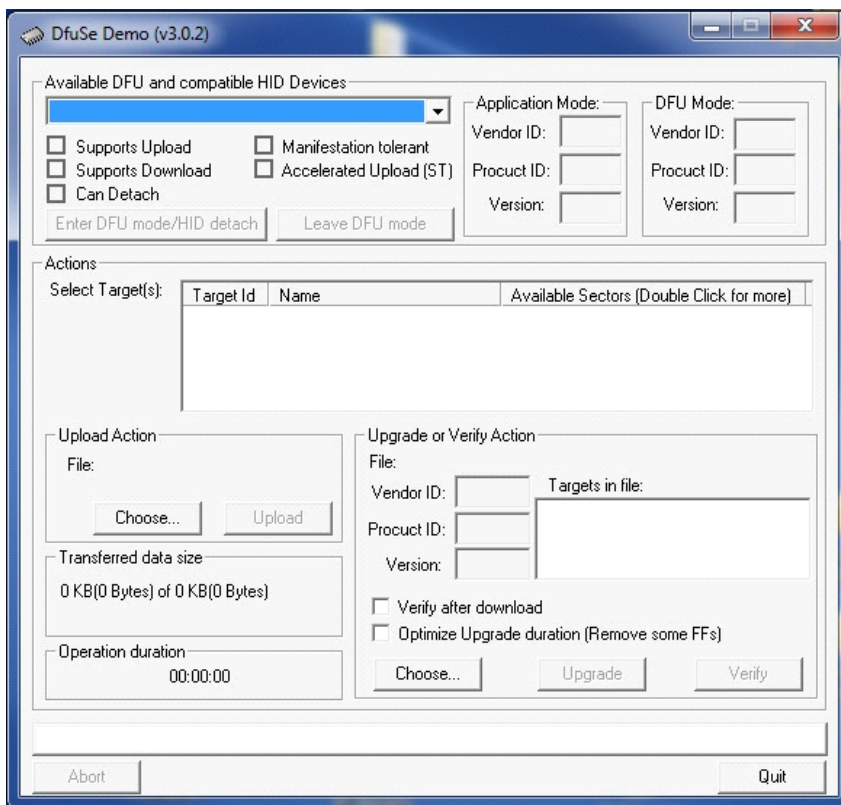 DfuSe Demo (v3.0.2)
Available DFU and compatible HID Devices
Supports Upload
Manifestation tolerant
Supports Download
Accelerated Upload (ST)
Can Detach
Enter DFU mode/HID detach
Leave DFU mode
Application Mode:
Vendor ID:
Procuct ID:
Version:
DFU Mode:
Vendor ID:
Procuct ID:
Version:
Actions
Select Target(s):
Target Id
Name
Available Sectors (Double Click for more)
Upload Action
File:
Choose...
Upload
Transferred data size
0 KB(0 Bytes) of 0 KB(0 Bytes)
Operation duration
00:00:00
Upgrade or Verify Action
File:
Vendor ID:
Procuct ID:
Version:
Targets in file:
Verify after download
Optimize Upgrade duration (Remove some FFs)
Choose...
Upgrade
Verify
Abort
Quit